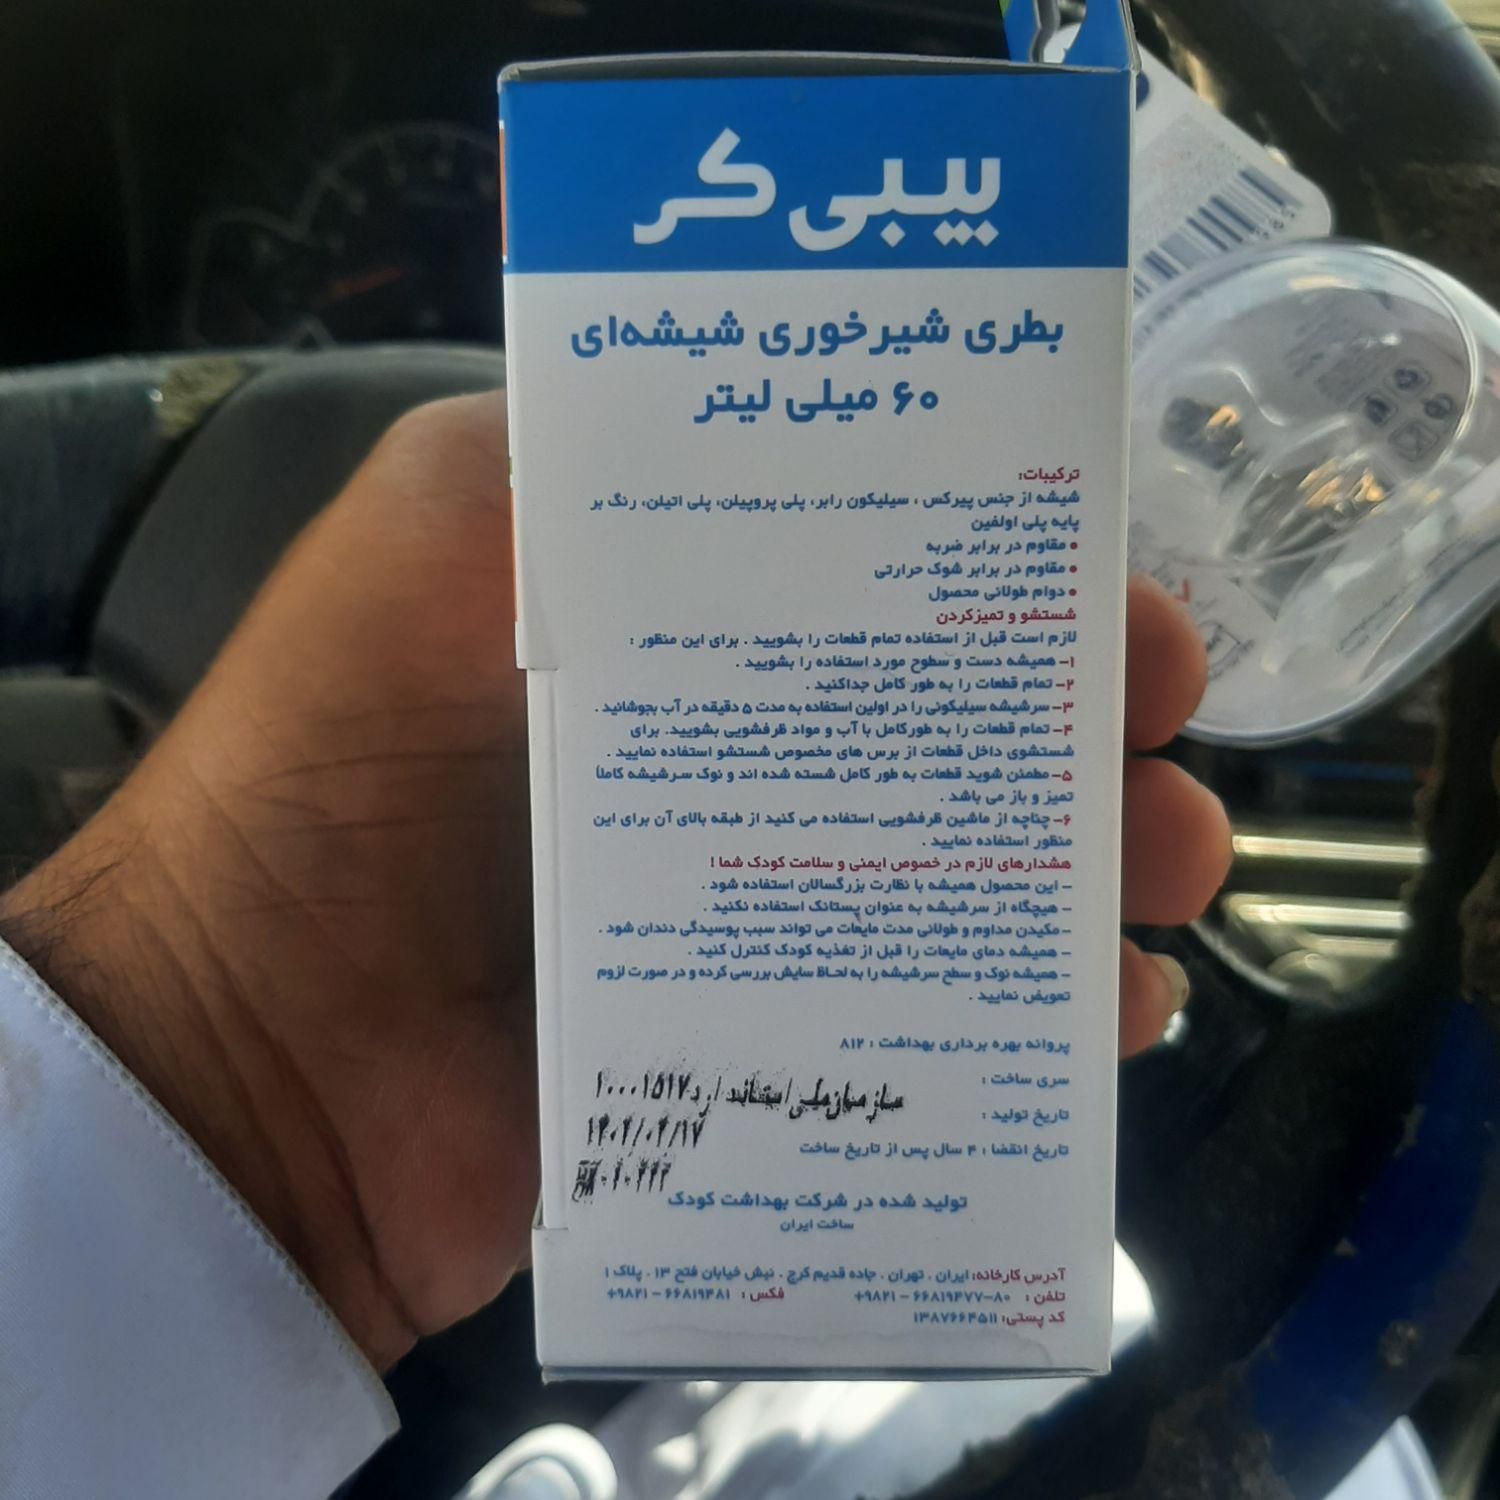 بیبی کر
بطری شیرخوری شیشه‌ای
۶۰ میلی لیتر
ترکیبات:
شیشه از جنس پیرکس ، سیلیکون رابر، پلی پروپیلن، پلی اتیلن، رنگ بر
پایه پلی اولفین
• مقاوم در برابر ضربه
• مقاوم در برابر شوک حرارتی
• دوام طولانی محصول
شستشو و تمیزکردن
لازم است قبل از استفاده تمام قطعات را بشویید . برای این منظور :
۱- همیشه دست و سطوح مورد استفاده را بشویید .
۲- تمام قطعات را به طور کامل جداکنید .
۳- سرشیشه سیلیکونی را در اولین استفاده به مدت ۵ دقیقه در آب بجوشانید .
۴- تمام قطعات را به طورکامل با آب و مواد ظرفشویی بشویید. برای
شستشوی داخل قطعات از برس های مخصوص شستشو استفاده نمایید .
۵- مطمئن شوید قطعات به طور کامل شسته شده اند و نوک سرشیشه کاملاً
تمیز و باز می باشد .
۶- چناچه از ماشین ظرفشویی استفاده می کنید از طبقه بالای آن برای این
منظور استفاده نمایید .
هشدارهای لازم در خصوص ایمنی و سلامت کودک شما !
- این محصول همیشه با نظارت بزرگسالان استفاده شود .
- هیچگاه از سرشیشه به عنوان پستانک استفاده نکنید .
- مکیدن مداوم و طولانی مدت مایعات می تواند سبب پوسیدگی دندان شود .
- همیشه دمای مایعات را قبل از تغذیه کودک کنترل کنید .
- همیشه نوک و سطح سرشیشه را به لحاظ سایش بررسی کرده و در صورت لزوم
تعویض نمایید .
پروانه بهره برداری بهداشت : ۸۱۲
سری ساخت :
سازمان ملی استاندارد ۱۰۰۰۱۵۱۷
تاریخ تولید :
تاریخ انقضا : ۴ سال پس از تاریخ ساخت
تولید شده در شرکت بهداشت کودک
ساخت ایران
آدرس کارخانه: ایران . تهران . جاده قدیم کرج . نبش خیابان فتح ۱۳ . پلاک ۱
تلفن : ۸۰-۶۶۸۱۹۴۷۷ - ۹۸۲۱+ فکس : ۶۶۸۱۹۴۸۱ - ۹۸۲۱+
کد پستی: ۱۳۸۷۶۶۴۵۱۱